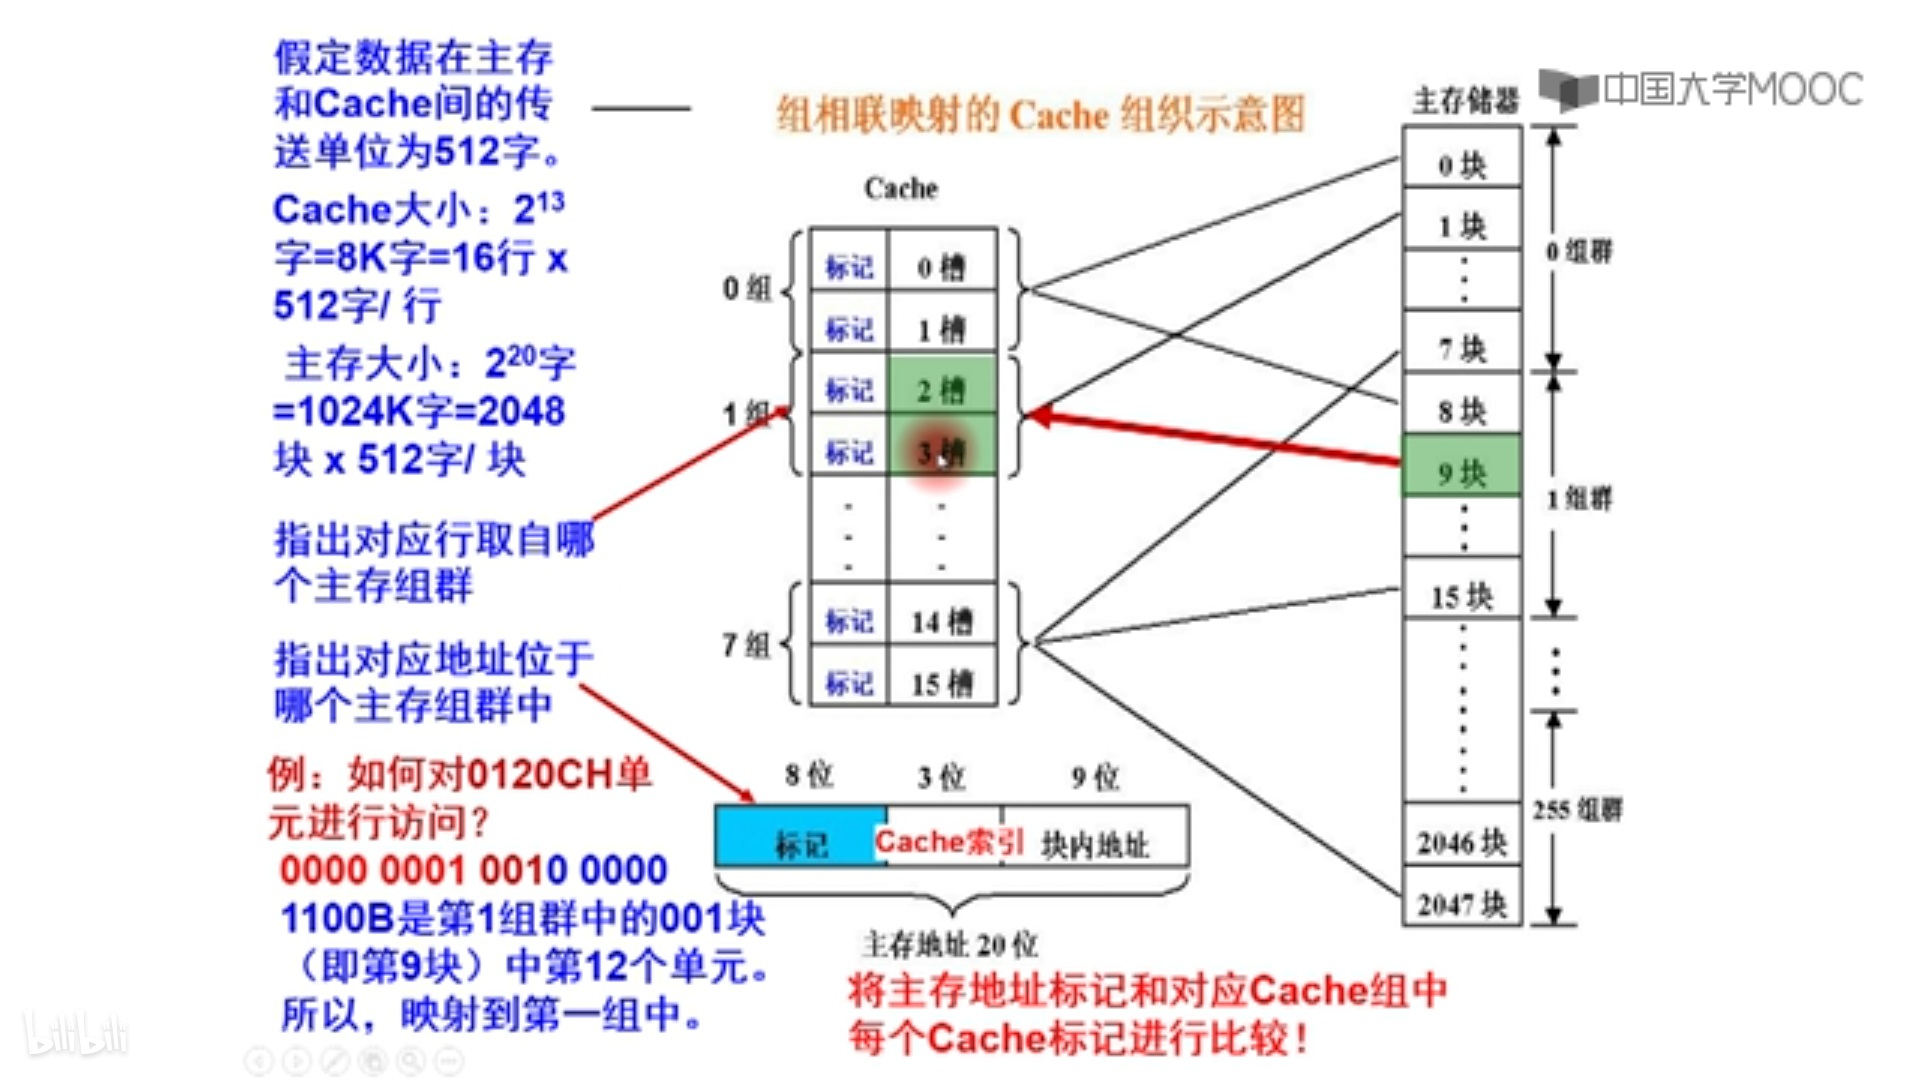 假定数据在主存
和Cache间的传
送单位为512字。
Cache大小：2¹³
字=8K字=16行 x
512字/ 行
主存大小：2²⁰字
=1024K字=2048
块 x 512字/ 块
指出对应行取自哪
个主存组群
指出对应地址位于
哪个主存组群中
例：如何对0120CH单
元进行访问？
0000 0001 0010 0000
1100B是第1组群中的001块
（即第9块）中第12个单元。
所以，映射到第一组中。
组相联映射的 Cache 组织示意图
Cache
0 组
标记 0 槽
标记 1 槽
1 组
标记 2 槽
标记 3 槽
7 组
标记 14 槽
标记 15 槽
8 位 3 位 9 位
标记 Cache索引 块内地址
主存地址 20 位
将主存地址标记和对应Cache组中
每个Cache标记进行比较！
主存储器
0 块
1 块
7 块
0 组群
8 块
9 块
15 块
1 组群
2046 块
2047 块
255 组群
中国大学MOOC
bilibili